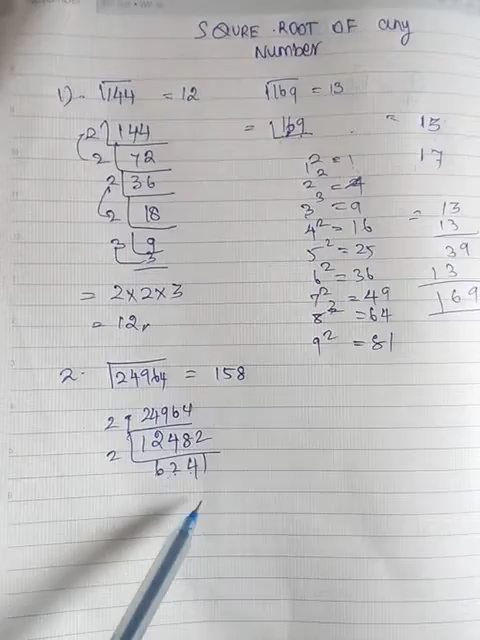 SQURE ROOT OF any
Number
1) √144 = 12
2 144
2 72
2 36
2 18
3 9
3
= 2×2×3
= 12
√169 = 13
= √169 = 15
17
1² = 1
2² = 4
3³ = 9
4² = 16
5² = 25
6² = 36
7² = 49
8² = 64
9² = 81
= 13
13
39
13
169
2. √24964 = 158
2 24964
2 12482
6241